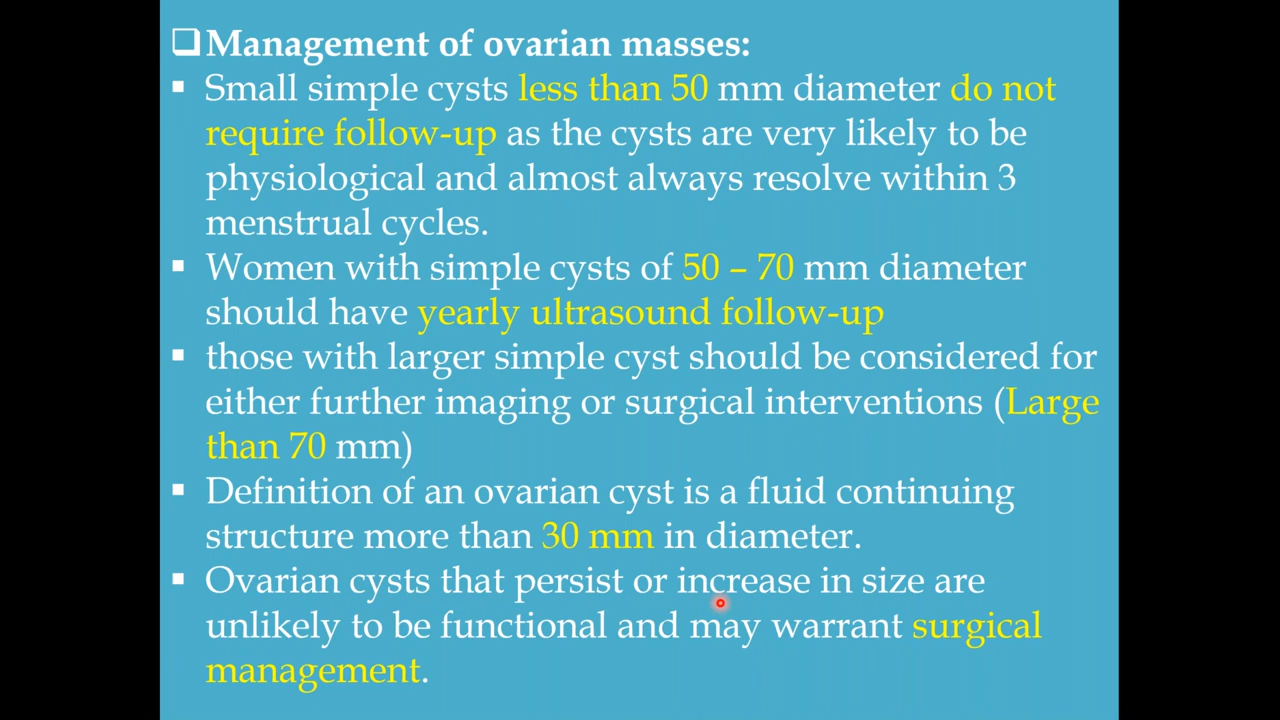 ❑Management of ovarian masses:
▪ Small simple cysts less than 50 mm diameter do not
require follow-up as the cysts are very likely to be
physiological and almost always resolve within 3
menstrual cycles.
▪ Women with simple cysts of 50 – 70 mm diameter
should have yearly ultrasound follow-up
▪ those with larger simple cyst should be considered for
either further imaging or surgical interventions (Large
than 70 mm)
▪ Definition of an ovarian cyst is a fluid continuing
structure more than 30 mm in diameter.
▪ Ovarian cysts that persist or increase in size are
unlikely to be functional and may warrant surgical
management.